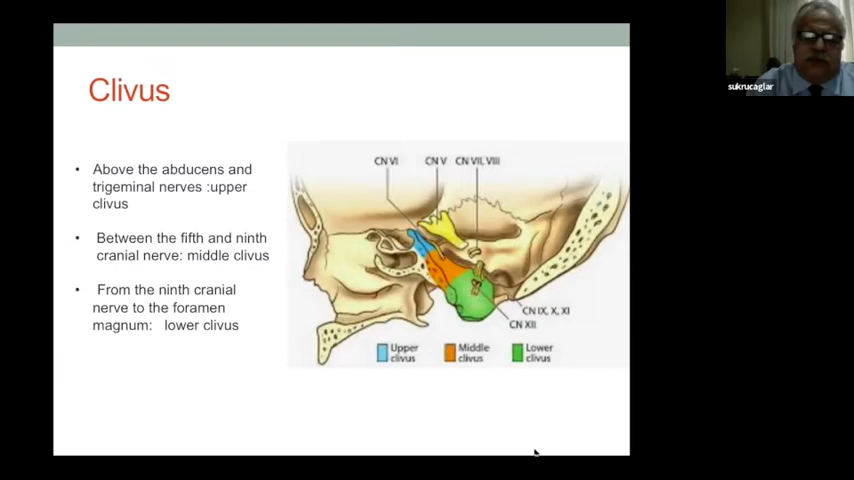 Clivus
• Above the abducens and
trigeminal nerves :upper
clivus
• Between the fifth and ninth
cranial nerve: middle clivus
• From the ninth cranial
nerve to the foramen
magnum: lower clivus
CN VI CN V CN VII, VIII
CN IX, X, XI
CN XII
Upper
clivus
Middle
clivus
Lower
clivus
sukrucaglar